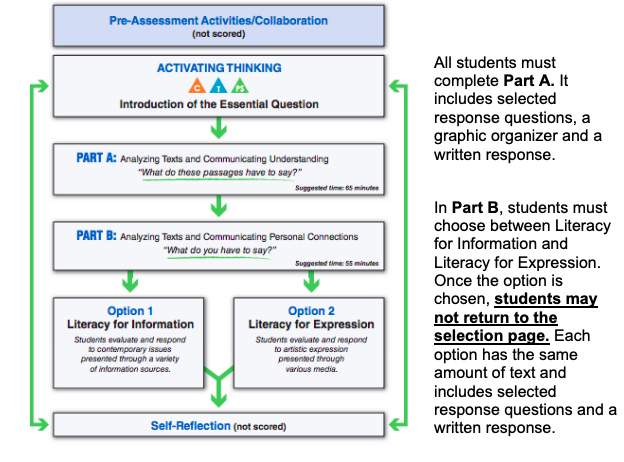 Pre-Assessment Activities/Collaboration
(not scored)
ACTIVATING THINKING
C T PS
Introduction of the Essential Question
PART A: Analyzing Texts and Communicating Understanding
"What do these passages have to say?"
Suggested time: 65 minutes
PART B: Analyzing Texts and Communicating Personal Connections
"What do you have to say?"
Suggested time: 55 minutes
Option 1
Literacy for Information
Students evaluate and respond
to contemporary issues
presented through a variety
of information sources.
Option 2
Literacy for Expression
Students evaluate and respond
to artistic expression
presented through
various media.
Self-Reflection (not scored)
All students must
complete Part A. It
includes selected
response questions, a
graphic organizer and a
written response.
In Part B, students must
choose between Literacy
for Information and
Literacy for Expression.
Once the option is
chosen, students may
not return to the
selection page. Each
option has the same
amount of text and
includes selected
response questions and a
written response.